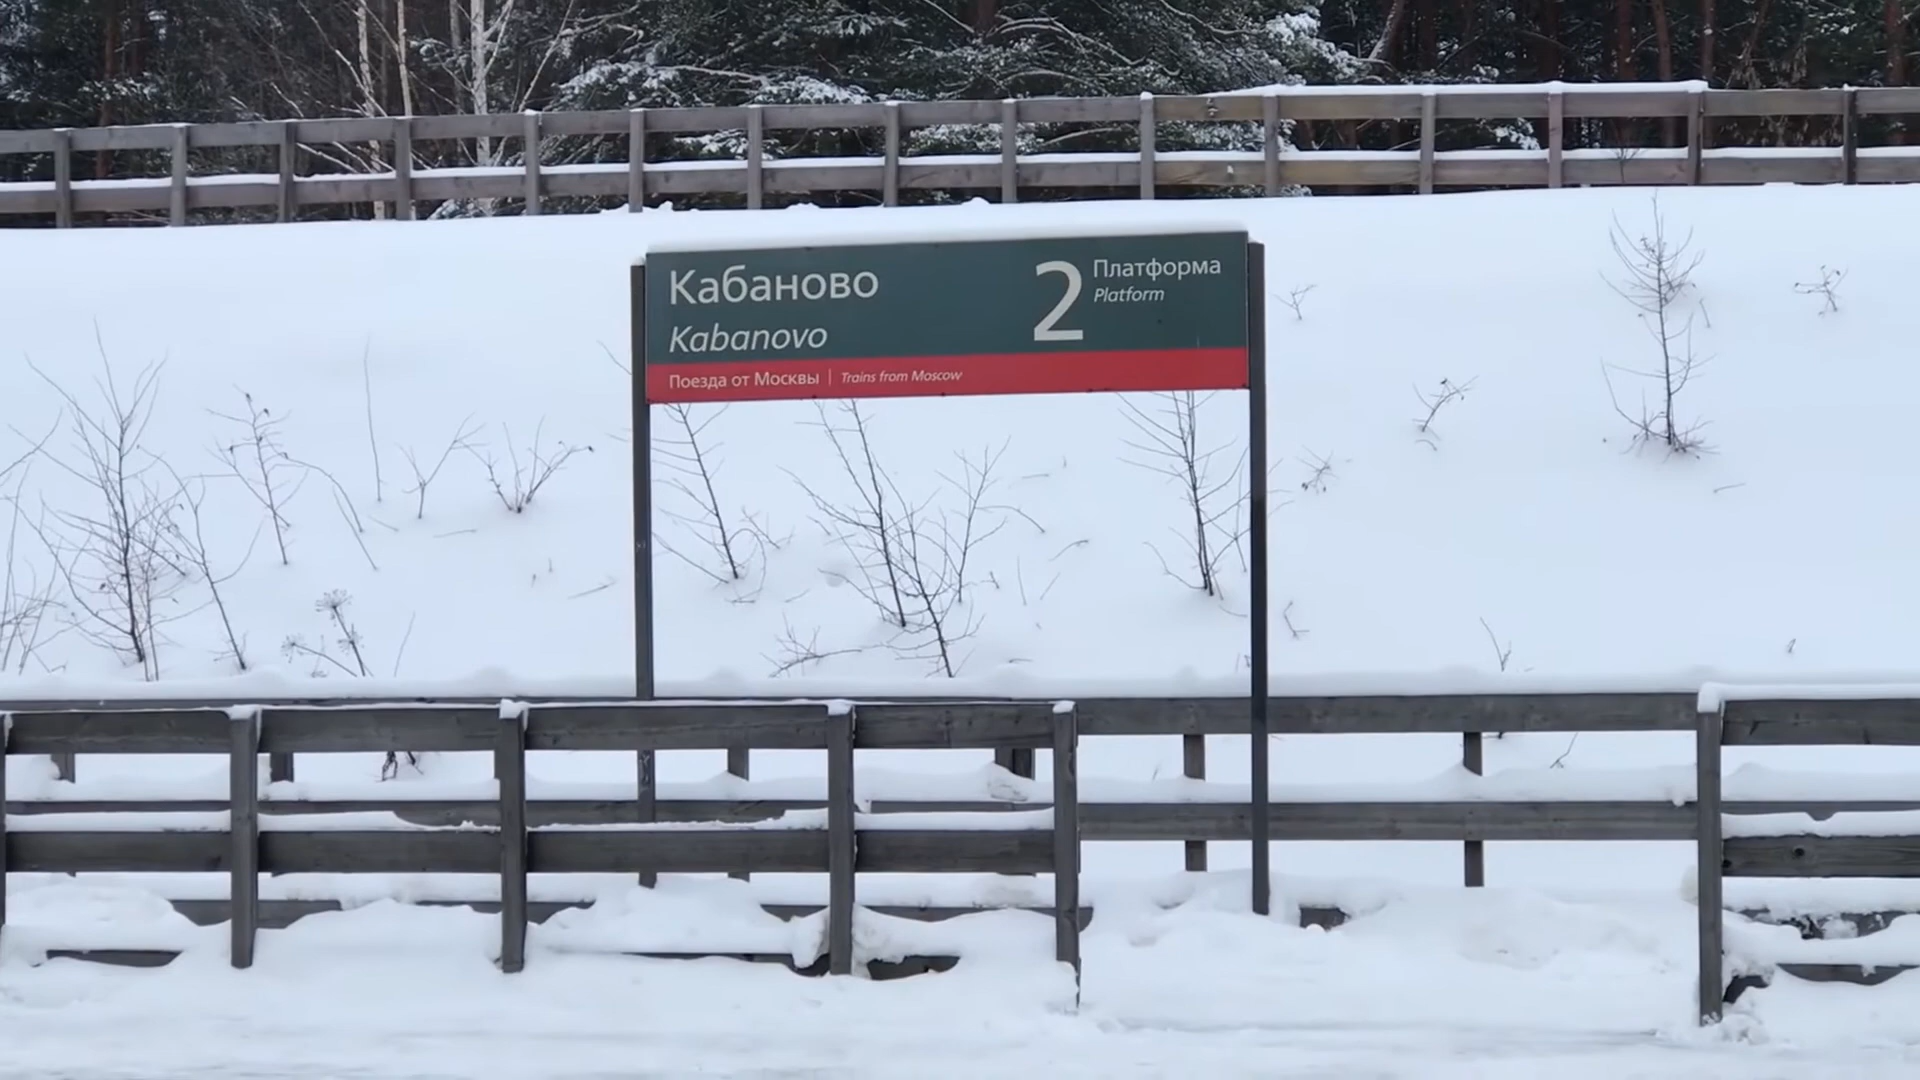 Кабаново
Kabanovo
2
Платформа
Platform
Поезда от Москвы | Trains from Moscow